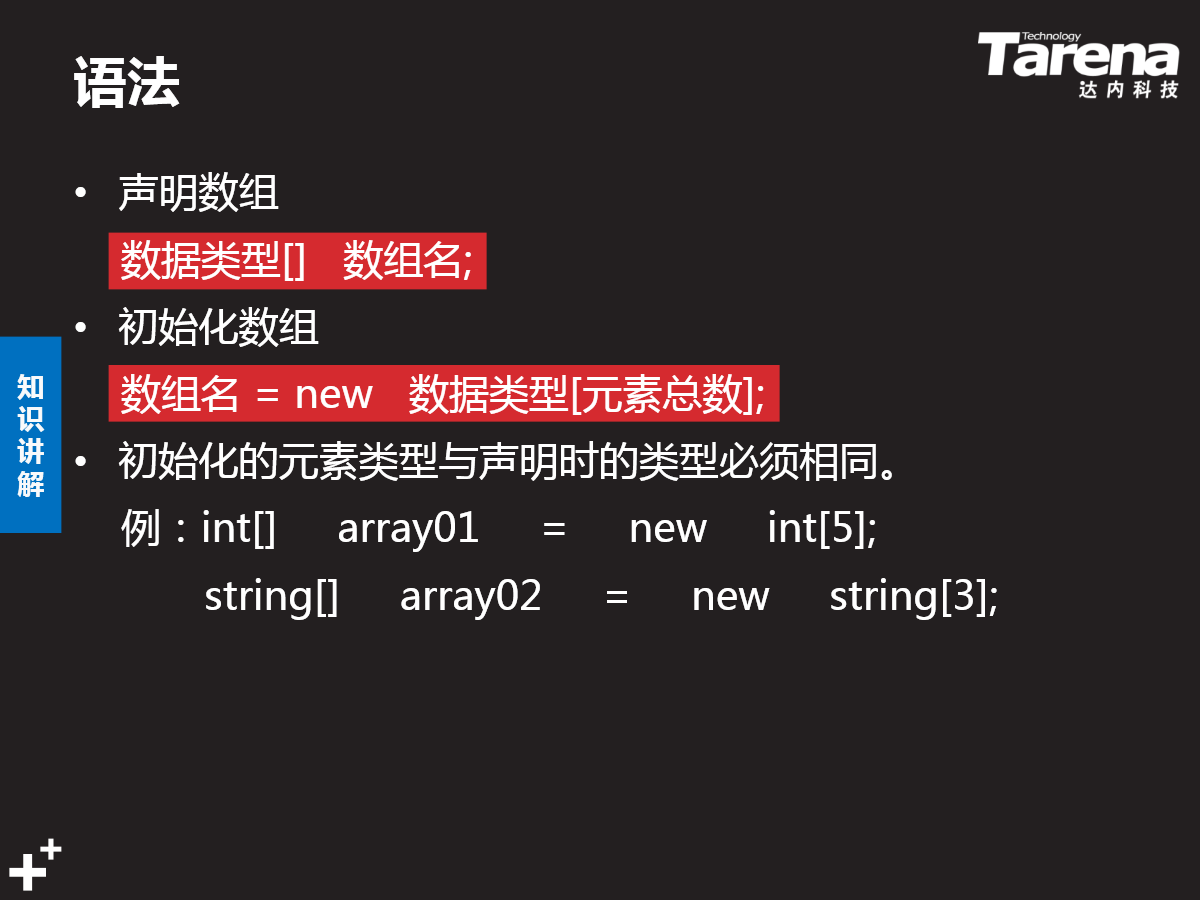 语法
Technology
Tarena
达内科技
• 声明数组
数据类型[] 数组名;
• 初始化数组
数组名 = new 数据类型[元素总数];
• 初始化的元素类型与声明时的类型必须相同。
例：int[] array01 = new int[5];
string[] array02 = new string[3];
知识讲解